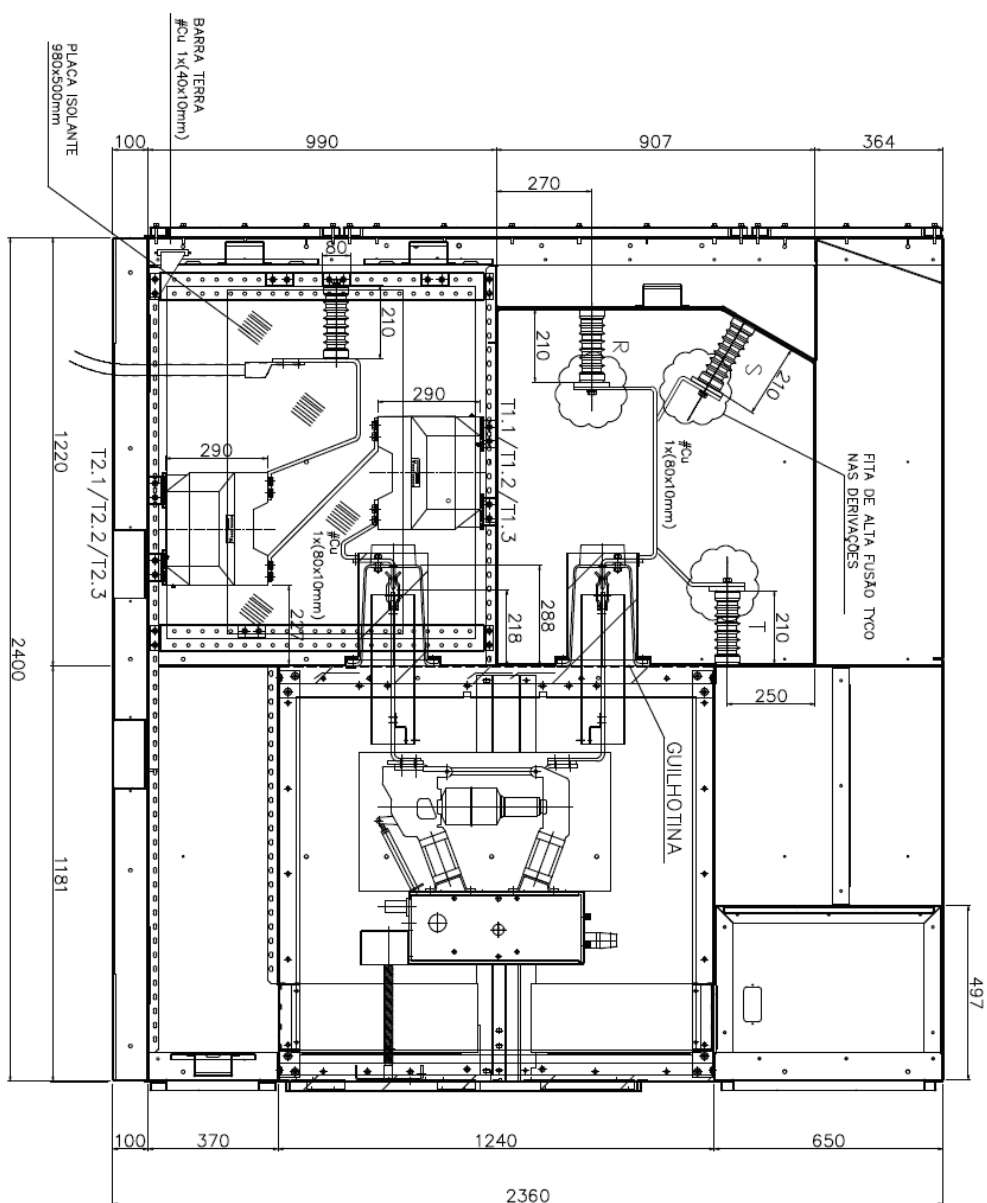 BARRA TERRA
#Cu 1x(40x10mm)
PLACA ISOLANTE
980x500mm
100
990
907
364
270
80
210
210
R
S
210
290
T1.1/T1.2/T1.3
#Cu
1x(80x10mm)
FITA DE ALTA FUSÃO TYCO
NAS DERIVAÇÕES
290
T2.1/T2.2/T2.3
#Cu
1x(80x10mm)
227
218
288
T
210
250
GUILHOTINA
1220
2400
1181
497
100
370
1240
650
2360